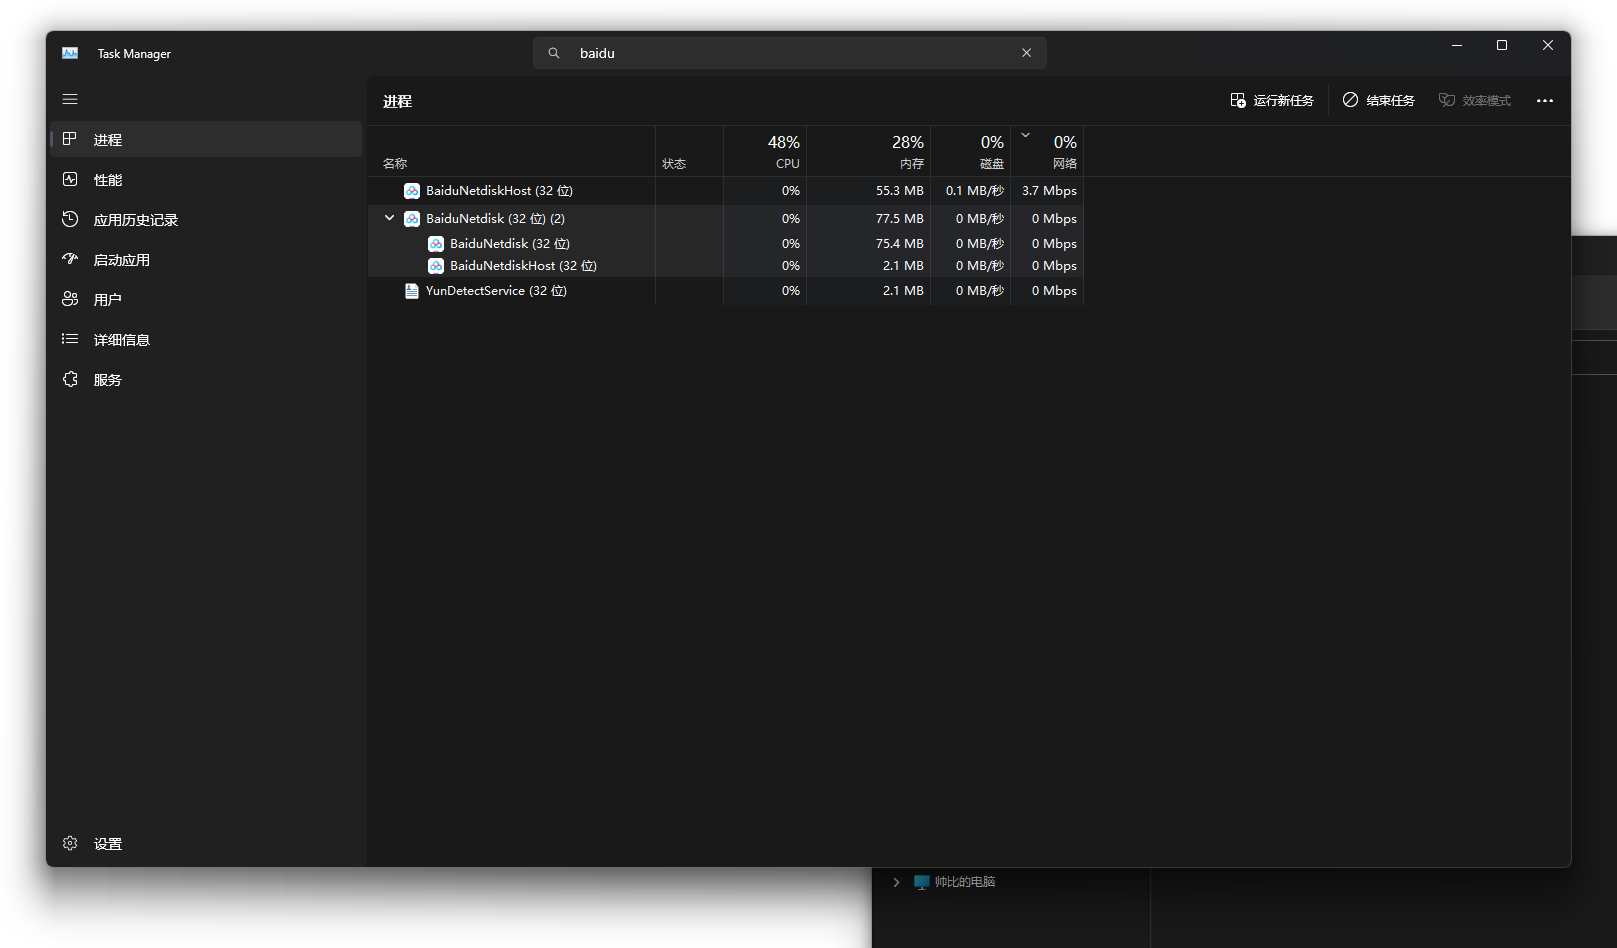 Task Manager
baidu
进程
运行新任务
结束任务
效率模式
进程
性能
应用历史记录
启动应用
用户
详细信息
服务
设置
48% 28% 0% 0%
名称 状态 CPU 内存 磁盘 网络
BaiduNetdiskHost (32 位) 0% 55.3 MB 0.1 MB/秒 3.7 Mbps
BaiduNetdisk (32 位) (2) 0% 77.5 MB 0 MB/秒 0 Mbps
BaiduNetdisk (32 位) 0% 75.4 MB 0 MB/秒 0 Mbps
BaiduNetdiskHost (32 位) 0% 2.1 MB 0 MB/秒 0 Mbps
YunDetectService (32 位) 0% 2.1 MB 0 MB/秒 0 Mbps
帅比的电脑